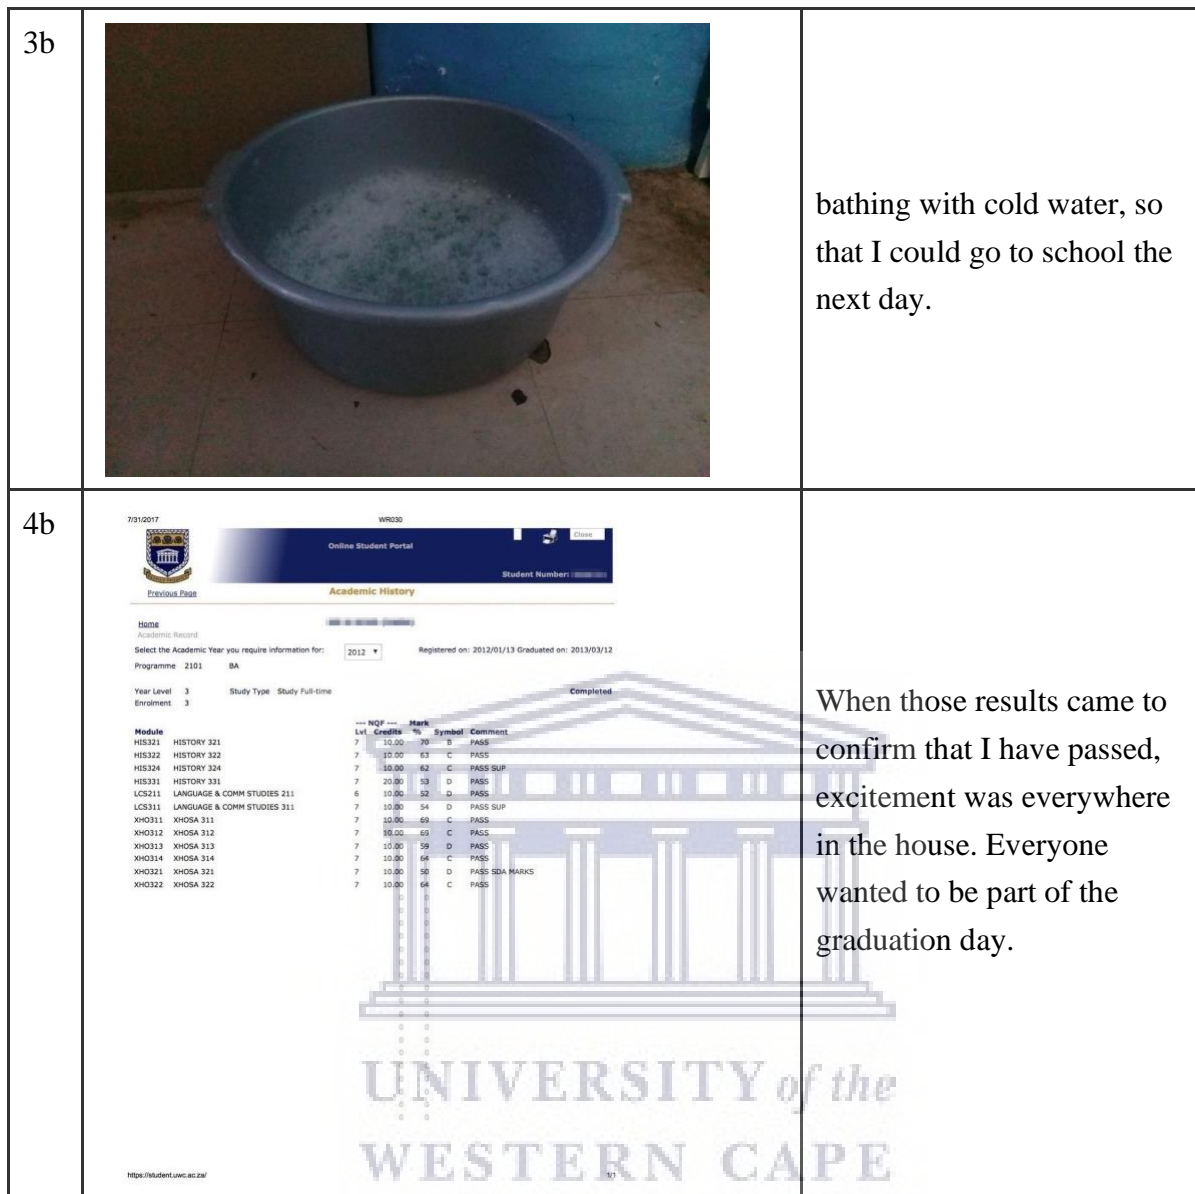 3b
bathing with cold water, so
that I could go to school the
next day.
4b
7/31/2017 WR030
Online Student Portal
Close
Student Number:
Previous Page
Academic History
Home
Academic Record
Select the Academic Year you require information for: 2012 Registered on: 2012/01/13 Graduated on: 2013/03/12
Programme 2101 BA
Year Level 3 Study Type Study Full-time Completed
Enrolment 3
--- NQF --- Mark
Module Lvl Credits % Symbol Comment
HIS321 HISTORY 321 7 10.00 70 B PASS
HIS322 HISTORY 322 7 10.00 63 C PASS
HIS324 HISTORY 324 7 10.00 62 C PASS SUP
HIS331 HISTORY 331 7 20.00 53 D PASS
LCS211 LANGUAGE & COMM STUDIES 211 6 10.00 52 D PASS
LCS311 LANGUAGE & COMM STUDIES 311 7 10.00 54 D PASS SUP
XHO311 XHOSA 311 7 10.00 69 C PASS
XHO312 XHOSA 312 7 10.00 69 C PASS
XHO313 XHOSA 313 7 10.00 59 D PASS
XHO314 XHOSA 314 7 10.00 64 C PASS
XHO321 XHOSA 321 7 10.00 50 D PASS SDA MARKS
XHO322 XHOSA 322 7 10.00 64 C PASS
https://student.uwc.ac.za/ 1/1
When those results came to
confirm that I have passed,
excitement was everywhere
in the house. Everyone
wanted to be part of the
graduation day.
UNIVERSITY of the
WESTERN CAPE